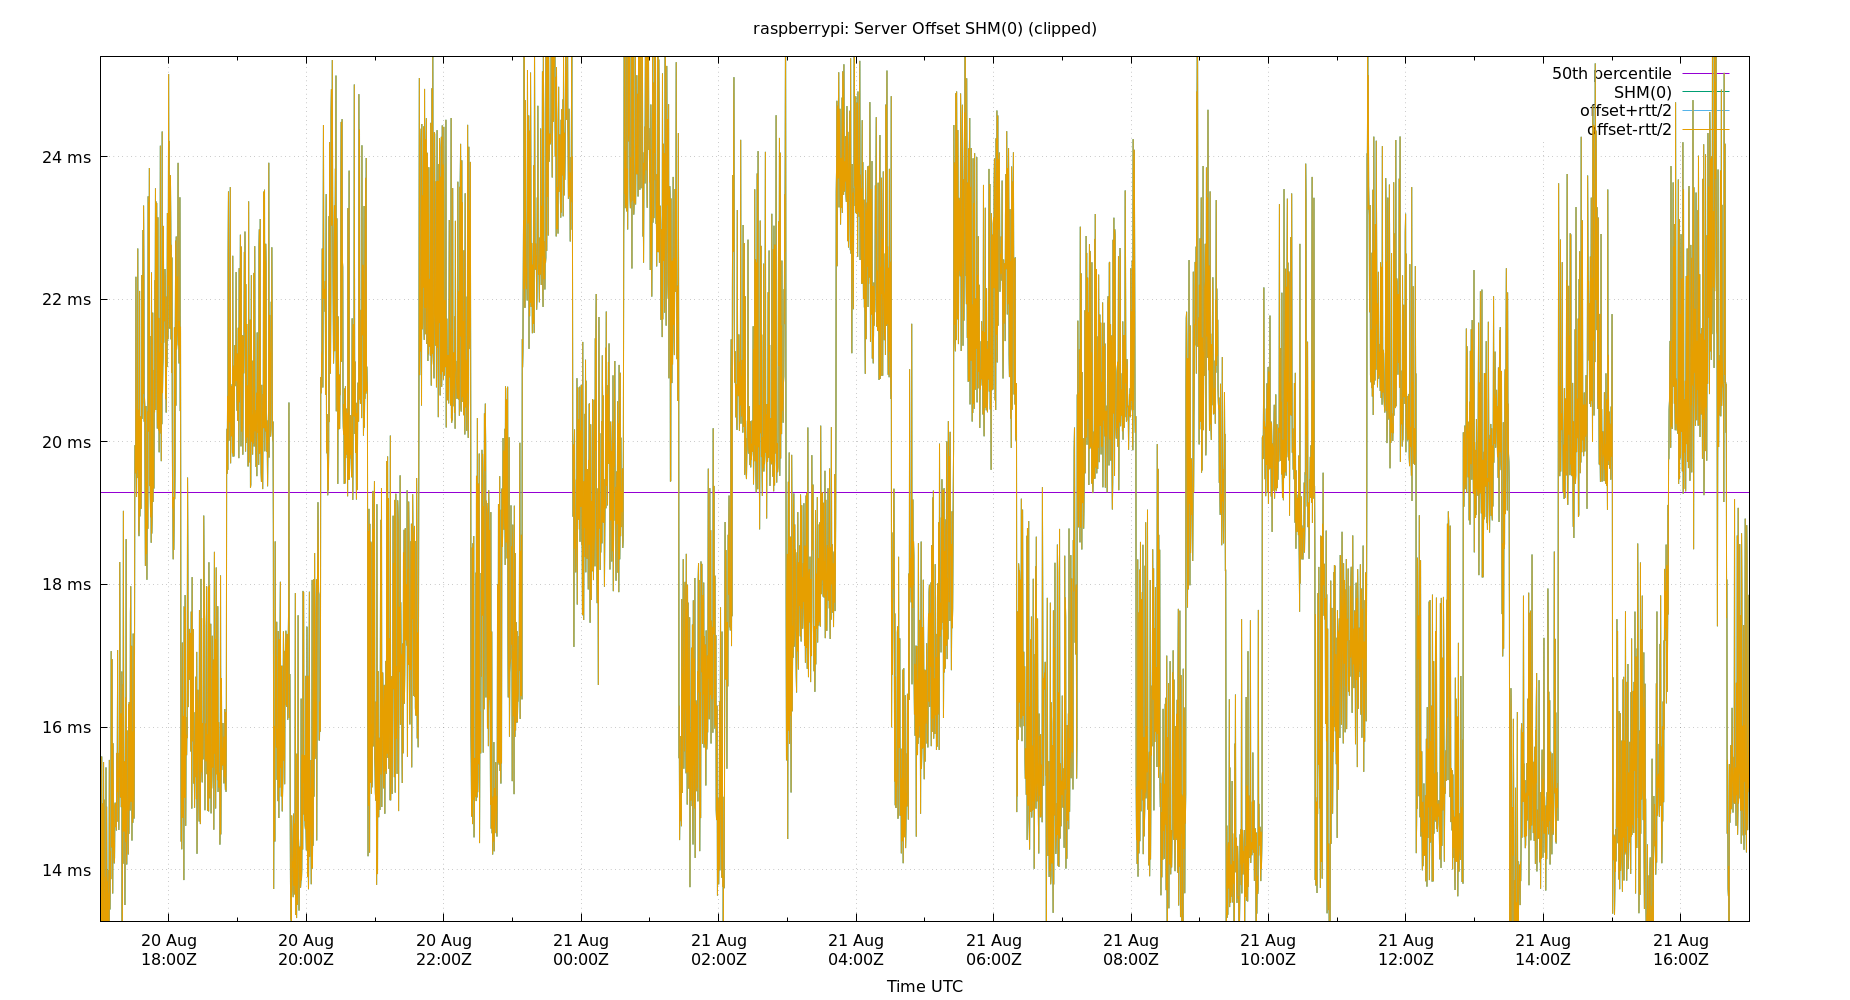 raspberrypi: Server Offset SHM(0) (clipped)
50th percentile
SHM(0)
offset+rtt/2
offset-rtt/2
24 ms
22 ms
20 ms
18 ms
16 ms
14 ms
20 Aug 20 Aug 20 Aug 21 Aug 21 Aug 21 Aug 21 Aug 21 Aug 21 Aug 21 Aug 21 Aug 21 Aug
18:00Z 20:00Z 22:00Z 00:00Z 02:00Z 04:00Z 06:00Z 08:00Z 10:00Z 12:00Z 14:00Z 16:00Z
Time UTC